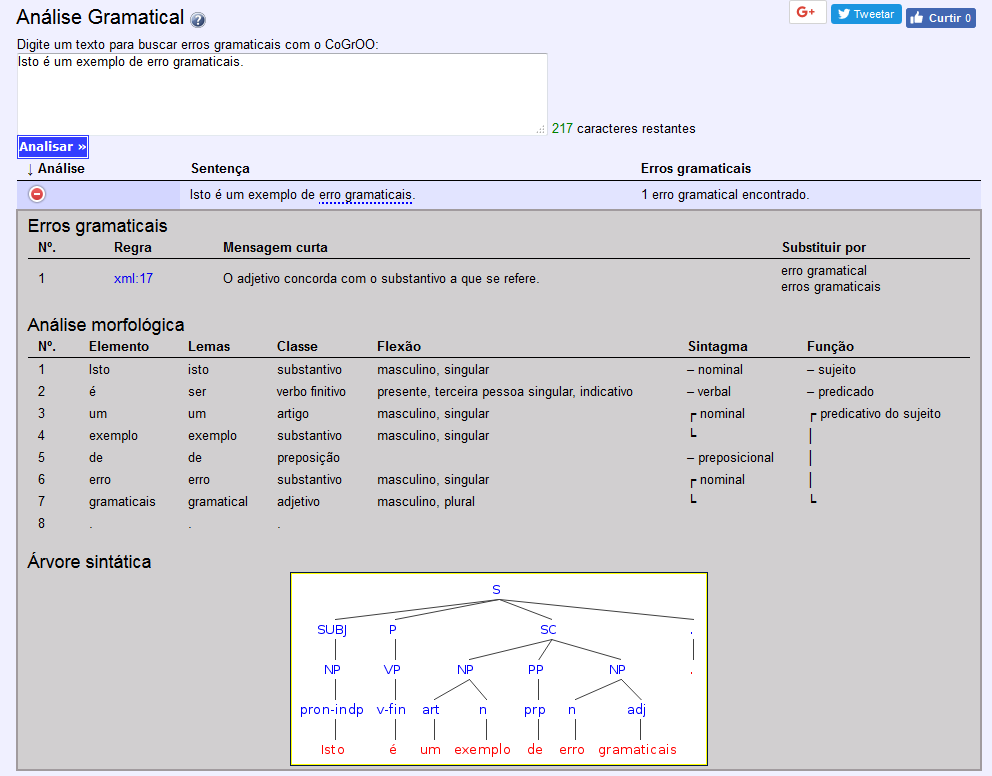 Análise Gramatical ?
G+ Tweetar Curtir 0
Digite um texto para buscar erros gramaticais com o CoGrOO:
Isto é um exemplo de erro gramaticais.
217 caracteres restantes
Analisar »
↓ Análise Sentença Erros gramaticais
Isto é um exemplo de erro gramaticais. 1 erro gramatical encontrado.
Erros gramaticais
Nº. Regra Mensagem curta Substituir por
1 xml:17 O adjetivo concorda com o substantivo a que se refere. erro gramatical
erros gramaticais
Análise morfológica
Nº. Elemento Lemas Classe Flexão Sintagma Função
1 Isto isto substantivo masculino, singular – nominal – sujeito
2 é ser verbo finitivo presente, terceira pessoa singular, indicativo – verbal – predicado
3 um um artigo masculino, singular ┏ nominal ┏ predicativo do sujeito
4 exemplo exemplo substantivo masculino, singular ┗ |
5 de de preposição – preposicional |
6 erro erro substantivo masculino, singular ┏ nominal |
7 gramaticais gramatical adjetivo masculino, plural ┗ ┗
8 . . .
Árvore sintática
S
SUBJ P SC .
NP VP NP PP NP .
pron-indp v-fin art n prp n adj
Isto é um exemplo de erro gramaticais